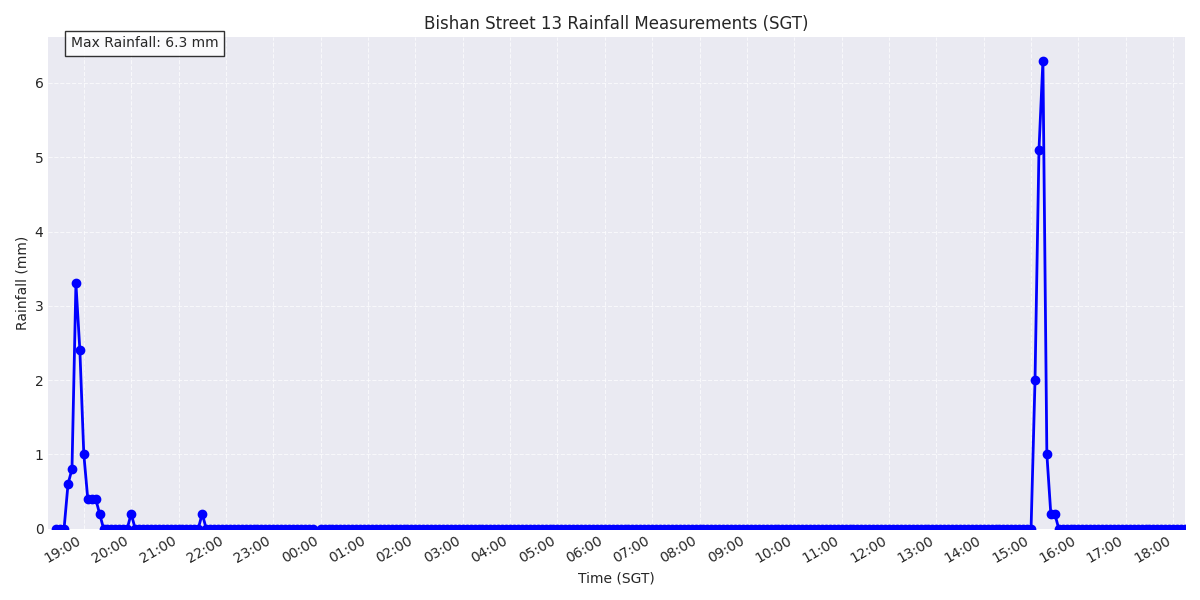 Bishan Street 13 Rainfall Measurements (SGT)
Max Rainfall: 6.3 mm
Rainfall (mm)
6
5
4
3
2
1
0
19:00 20:00 21:00 22:00 23:00 00:00 01:00 02:00 03:00 04:00 05:00 06:00 07:00 08:00 09:00 10:00 11:00 12:00 13:00 14:00 15:00 16:00 17:00 18:00
Time (SGT)